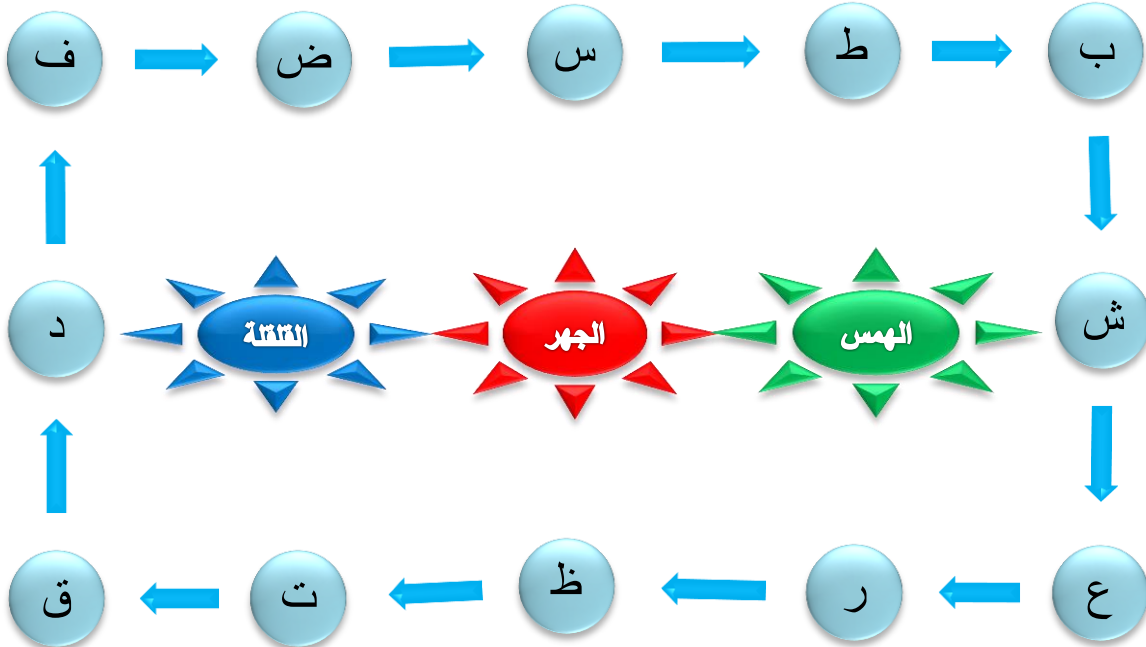 ف ض س ط ب
د القلقلة الجهر الهمس ش
ق ت ظ ر ع